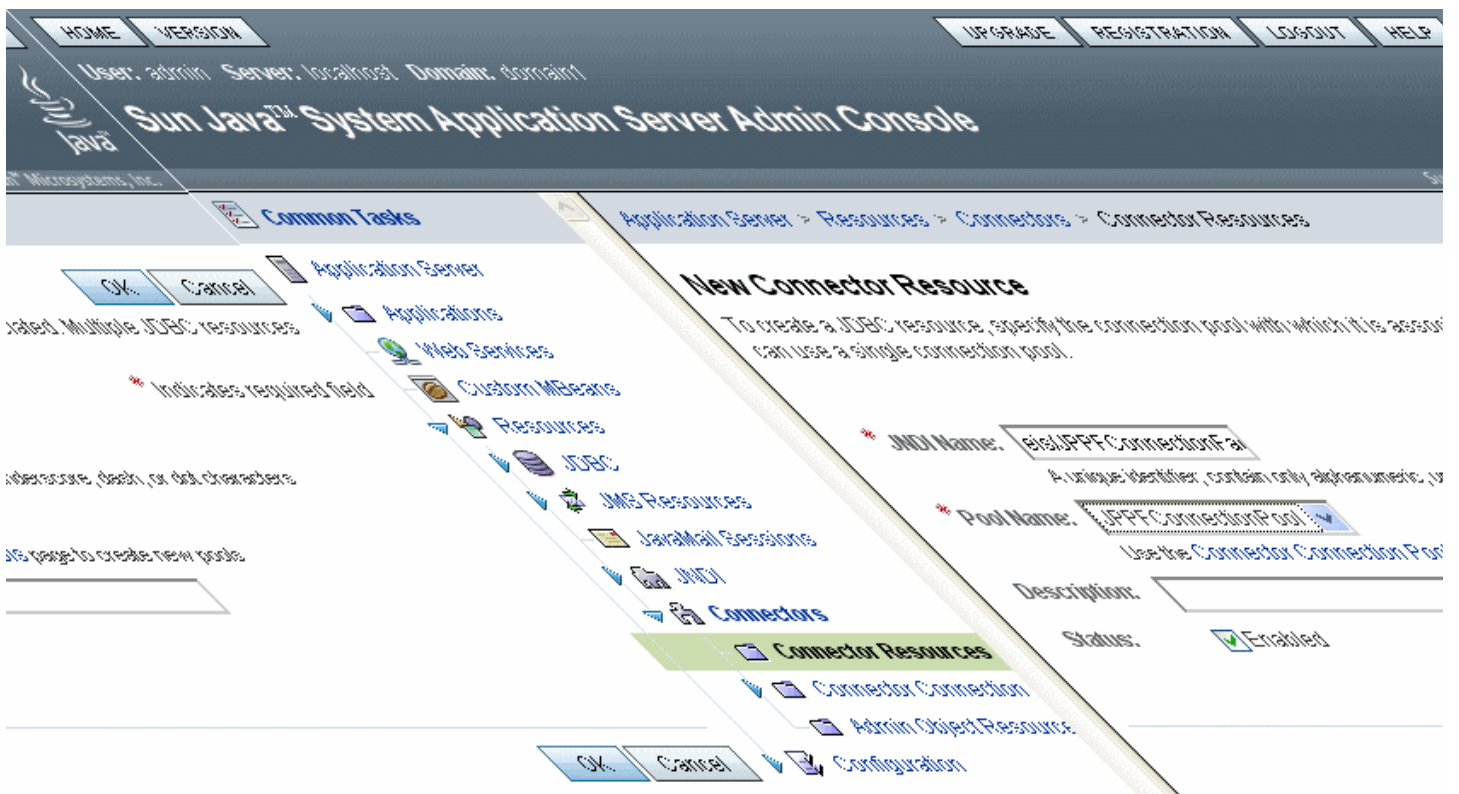 HOME VERSION UPGRADE REGISTRATION LOGOUT HELP
User: admin Server: localhost Domain: domain1
Sun Java™ System Application Server Admin Console
Java™
Microsystems, Inc.
Common Tasks
Application Server
Applications
Web Services
Custom MBeans
Resources
JDBC
JMS Resources
JavaMail Sessions
JNDI
Connectors
Connector Resources
Connector Connection
Admin Object Resource
Configuration
Application Server > Resources > Connectors > Connector Resources
New Connector Resource
OK Cancel
To create a JDBC resource, specify the connection pool with which it is associated. Multiple JDBC resources
can use a single connection pool.
* Indicates required field
* JNDI Name: eis/JPPFConnectionFac
A unique identifier, contain only alphanumeric, underscore, dash, or dot characters
* Pool Name: JPPFConnectionPool
Use the Connector Connection Pools page to create new pools
Description:
Status: Enabled
OK Cancel